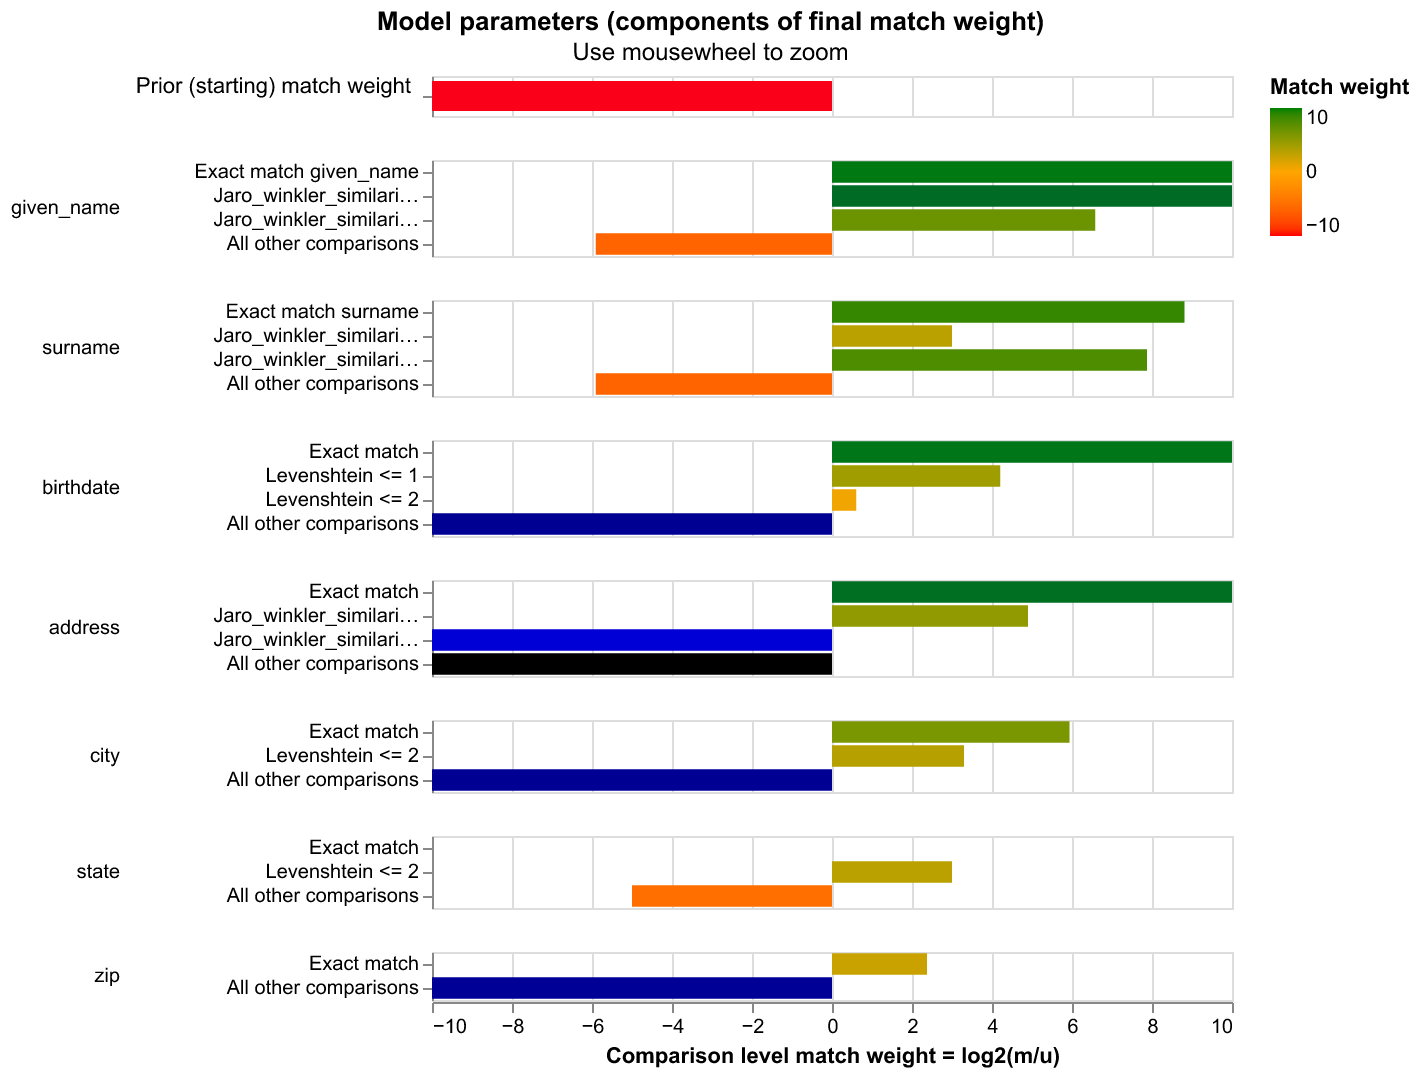 Model parameters (components of final match weight)
Use mousewheel to zoom
Prior (starting) match weight
Match weight
10
0
−10
given_name
Exact match given_name
Jaro_winkler_similari…
Jaro_winkler_similari…
All other comparisons
surname
Exact match surname
Jaro_winkler_similari…
Jaro_winkler_similari…
All other comparisons
birthdate
Exact match
Levenshtein <= 1
Levenshtein <= 2
All other comparisons
address
Exact match
Jaro_winkler_similari…
Jaro_winkler_similari…
All other comparisons
city
Exact match
Levenshtein <= 2
All other comparisons
state
Exact match
Levenshtein <= 2
All other comparisons
zip
Exact match
All other comparisons
−10 −8 −6 −4 −2 0 2 4 6 8 10
Comparison level match weight = log2(m/u)